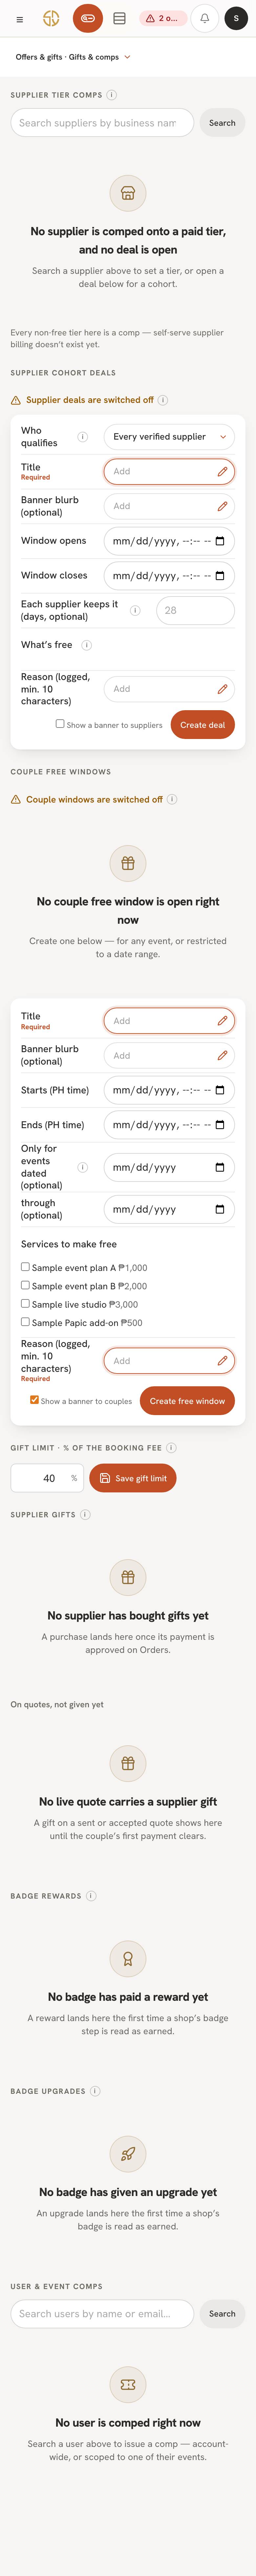 2 o...
S
Offers & gifts · Gifts & comps
SUPPLIER TIER COMPS
Search suppliers by business nam
Search
No supplier is comped onto a paid tier,
and no deal is open
Search a supplier above to set a tier, or open a
deal below for a cohort.
Every non-free tier here is a comp — self-serve supplier
billing doesn't exist yet.
SUPPLIER COHORT DEALS
Supplier deals are switched off
Who
qualifies
Every verified supplier
Title
Required
Add
Banner blurb
(optional)
Add
Window opens
mm/dd/yyyy, --:-- --
Window closes
mm/dd/yyyy, --:-- --
Each supplier keeps it
(days, optional)
28
What's free
Reason (logged,
min. 10
characters)
Add
Show a banner to suppliers
Create deal
COUPLE FREE WINDOWS
Couple windows are switched off
No couple free window is open right
now
Create one below — for any event, or restricted
to a date range.
Title
Required
Add
Banner blurb
(optional)
Add
Starts (PH time)
mm/dd/yyyy, --:-- --
Ends (PH time)
mm/dd/yyyy, --:-- --
Only for
events
dated
(optional)
mm/dd/yyyy
through
(optional)
mm/dd/yyyy
Services to make free
Sample event plan A ₱1,000
Sample event plan B ₱2,000
Sample live studio ₱3,000
Sample Papic add-on ₱500
Reason (logged,
min. 10
characters)
Required
Add
Show a banner to couples
Create free window
GIFT LIMIT · % OF THE BOOKING FEE
40 %
Save gift limit
SUPPLIER GIFTS
No supplier has bought gifts yet
A purchase lands here once its payment is
approved on Orders.
On quotes, not given yet
No live quote carries a supplier gift
A gift on a sent or accepted quote shows here
until the couple's first payment clears.
BADGE REWARDS
No badge has paid a reward yet
A reward lands here the first time a shop's badge
step is read as earned.
BADGE UPGRADES
No badge has given an upgrade yet
An upgrade lands here the first time a shop's
badge is read as earned.
USER & EVENT COMPS
Search users by name or email...
Search
No user is comped right now
Search a user above to issue a comp — account-
wide, or scoped to one of their events.